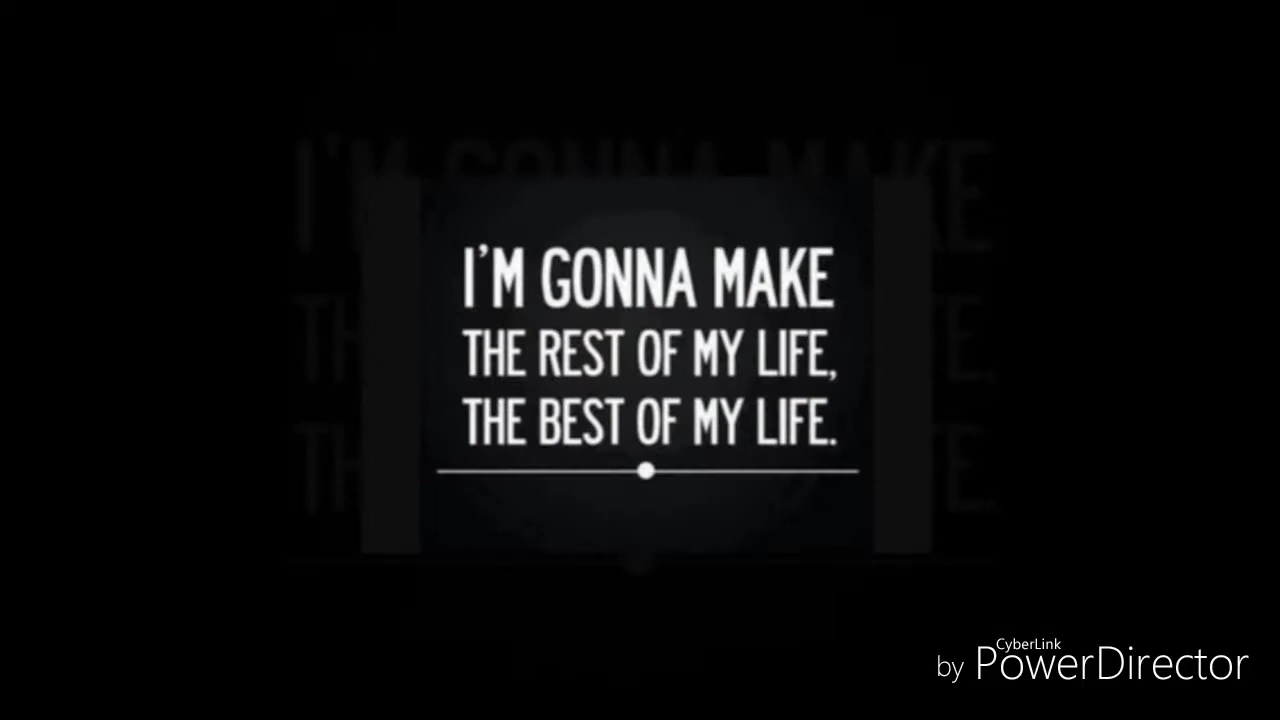 I'M GONNA MAKE
THE REST OF MY LIFE,
THE BEST OF MY LIFE.
CyberLink
by PowerDirector